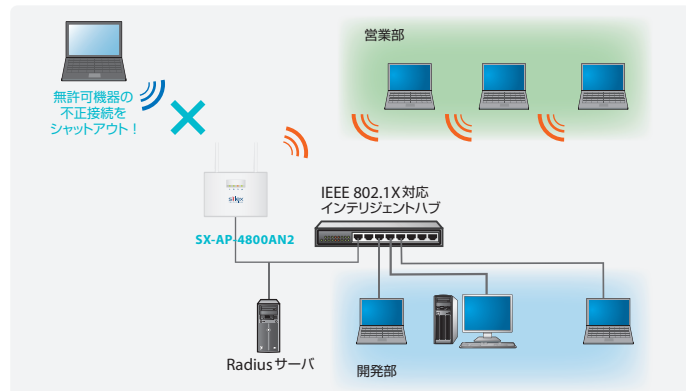 営業部
無許可機器の
不正接続を
シャットアウト！
silex
SX-AP-4800AN2
IEEE 802.1X対応
インテリジェントハブ
Radiusサーバ
開発部